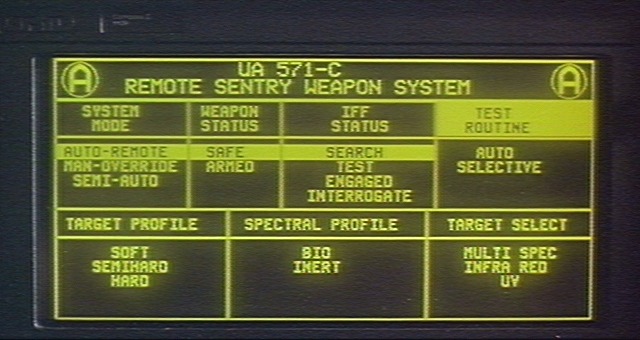 A UA 571-C A
REMOTE SENTRY WEAPON SYSTEM
SYSTEM MODE
WEAPON STATUS
IFF STATUS
TEST ROUTINE
AUTO-REMOTE
MAN-OVERRIDE
SEMI-AUTO
SAFE
ARMED
SEARCH
TEST
ENGAGED
INTERROGATE
AUTO
SELECTIVE
TARGET PROFILE
SPECTRAL PROFILE
TARGET SELECT
SOFT
SEMIHARD
HARD
BIO
INERT
MULTI SPEC
INFRA RED
UV